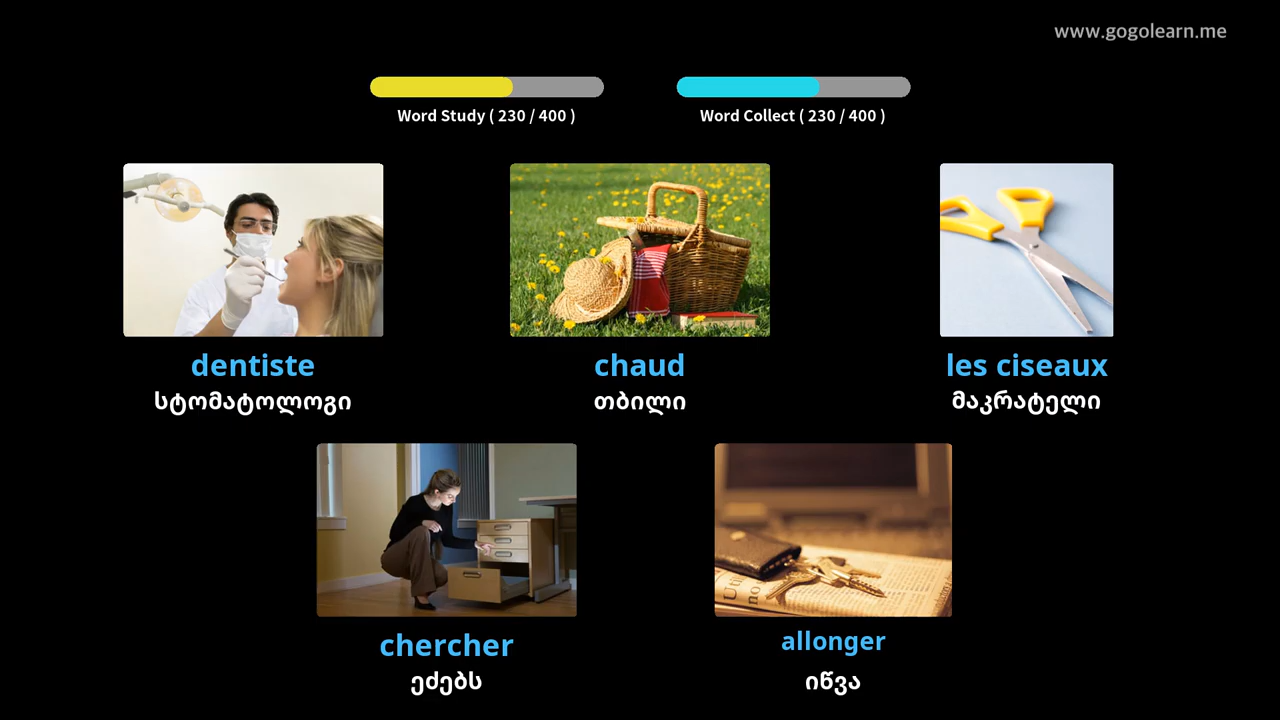 www.gogolearn.me
Word Study ( 230 / 400 )
Word Collect ( 230 / 400 )
dentiste
სტომატოლოგი
chaud
თბილი
les ciseaux
მაკრატელი
chercher
ეძებს
allonger
იწვა